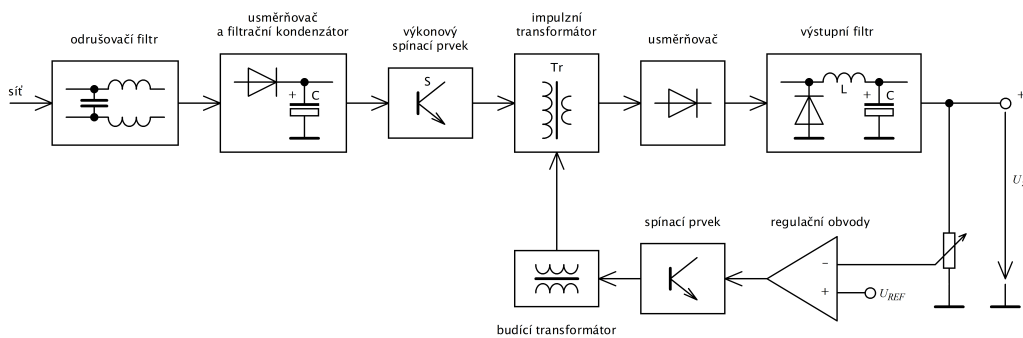 odrušovací filtr
usměrňovač
a filtrační kondenzátor
výkonový
spínací prvek
impulzní
transformátor
usměrňovač
výstupní filtr
síť
+
C
S
Tr
L
+
C
+
U
spínací prvek
regulační obvody
–
+
U_REF
budící transformátor